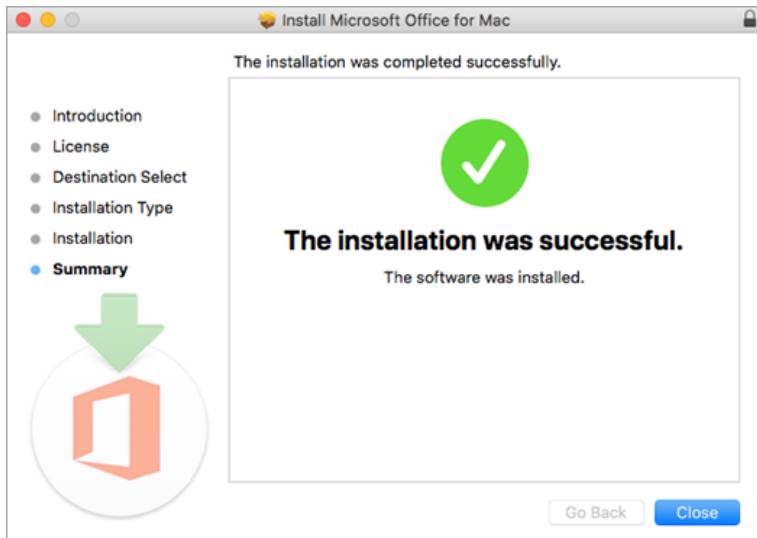 Install Microsoft Office for Mac
The installation was completed successfully.
Introduction
License
Destination Select
Installation Type
Installation
Summary
The installation was successful.
The software was installed.
Go Back
Close